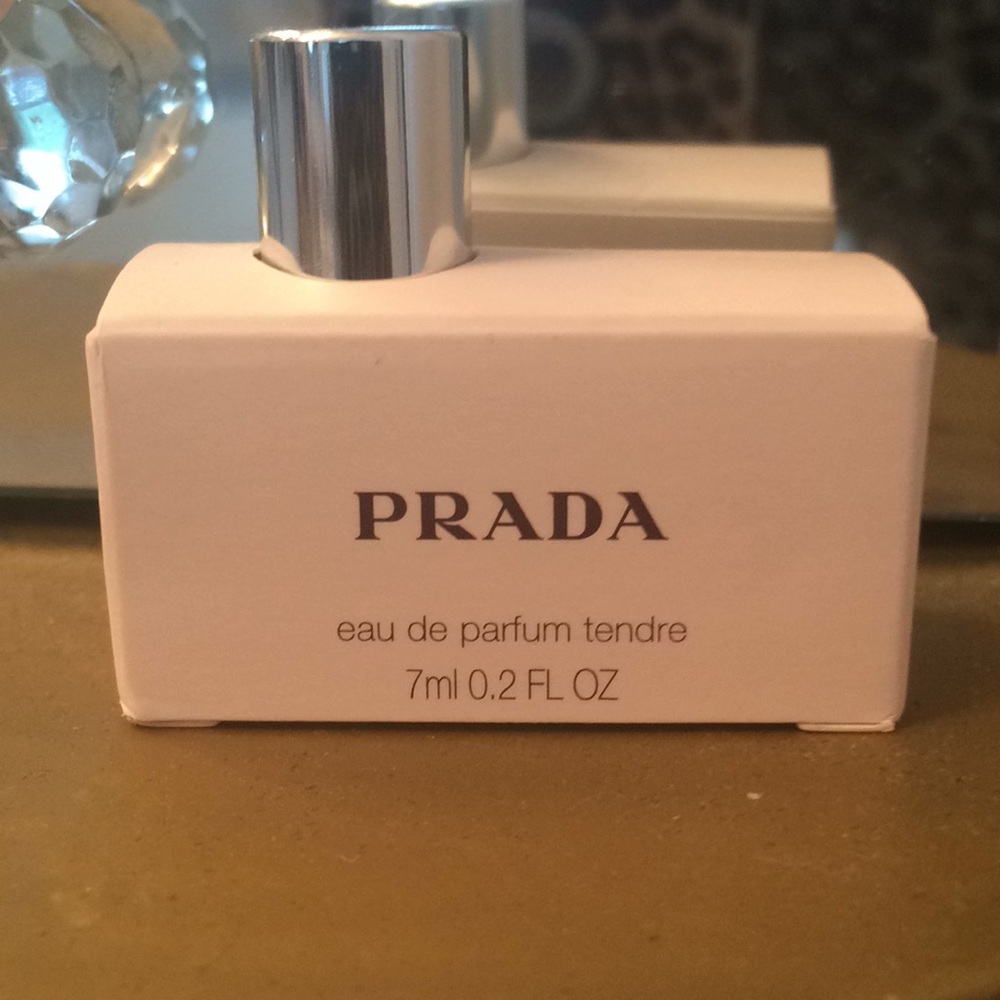 PRADA
eau de parfum tendre
7ml 0.2 FL OZ